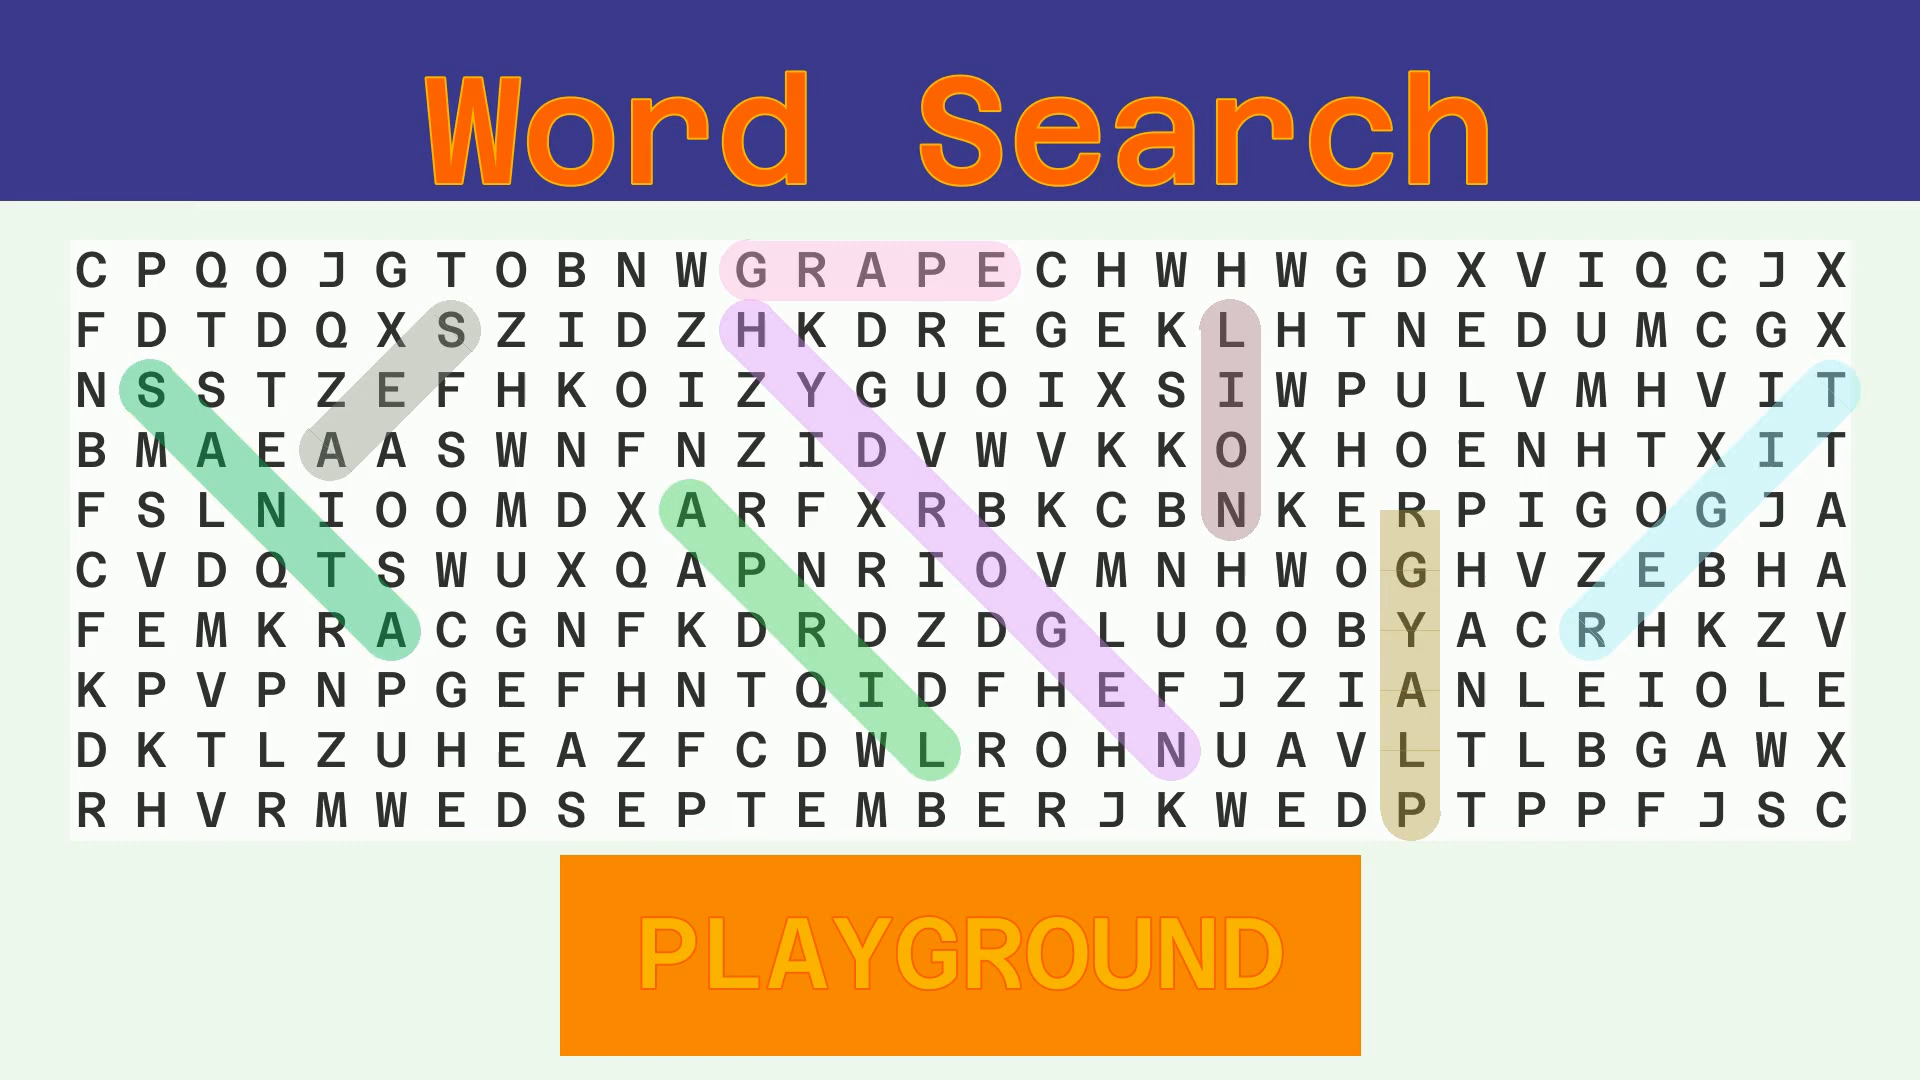 Word Search
C P Q O J G T O B N W G R A P E C H W H W G D X V I Q C J X
F D T D Q X S Z I D Z H K D R E G E K L H T N E D U M C G X
N S S T Z E F H K O I Z Y G U O I X S I W P U L V M H V I T
B M A E A A S W N F N Z I D V W V K K O X H O E N H T X I T
F S L N I O O M D X A R F X R B K C B N K E R P I G O G J A
C V D Q T S W U X Q A P N R I O V M N H W O G H V Z E B H A
F E M K R A C G N F K D R D Z D G L U Q O B Y A C R H K Z V
K P V P N P G E F H N T Q I D F H E F J Z I A N L E I O L E
D K T L Z U H E A Z F C D W L R O H N U A V L T L B G A W X
R H V R M W E D S E P T E M B E R J K W E D P T P P F J S C
PLAYGROUND